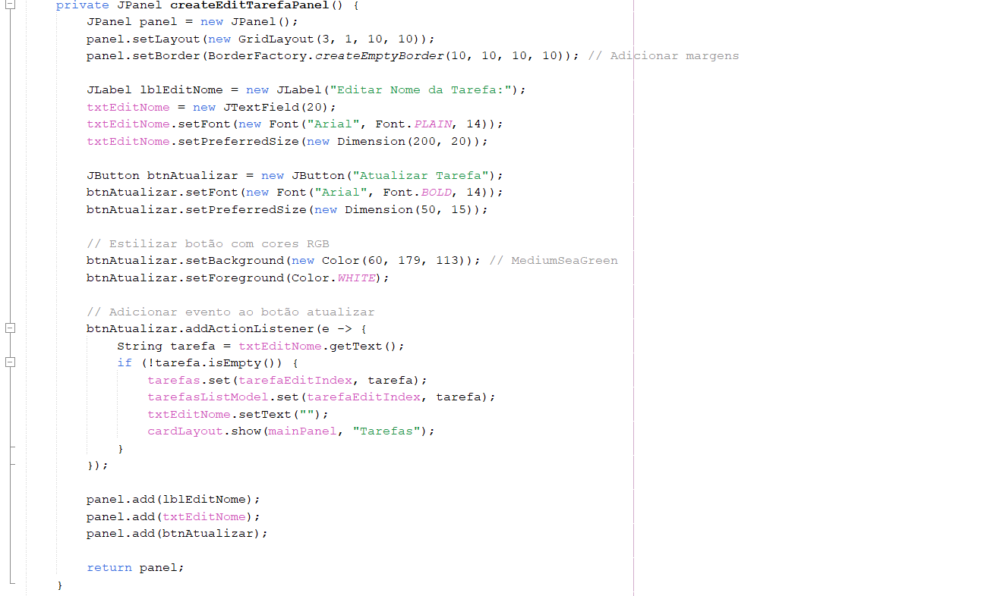 private JPanel createEditTarefaPanel() {
JPanel panel = new JPanel();
panel.setLayout(new GridLayout(3, 1, 10, 10));
panel.setBorder(BorderFactory.createEmptyBorder(10, 10, 10, 10)); // Adicionar margens
JLabel lblEditNome = new JLabel("Editar Nome da Tarefa:");
txtEditNome = new JTextField(20);
txtEditNome.setFont(new Font("Arial", Font.PLAIN, 14));
txtEditNome.setPreferredSize(new Dimension(200, 20));
JButton btnAtualizar = new JButton("Atualizar Tarefa");
btnAtualizar.setFont(new Font("Arial", Font.BOLD, 14));
btnAtualizar.setPreferredSize(new Dimension(50, 15));
// Estilizar botão com cores RGB
btnAtualizar.setBackground(new Color(60, 179, 113)); // MediumSeaGreen
btnAtualizar.setForeground(Color.WHITE);
// Adicionar evento ao botão atualizar
btnAtualizar.addActionListener(e -> {
String tarefa = txtEditNome.getText();
if (!tarefa.isEmpty()) {
tarefas.set(tarefaEditIndex, tarefa);
tarefasListModel.set(tarefaEditIndex, tarefa);
txtEditNome.setText("");
cardLayout.show(mainPanel, "Tarefas");
}
});
panel.add(lblEditNome);
panel.add(txtEditNome);
panel.add(btnAtualizar);
return panel;
}